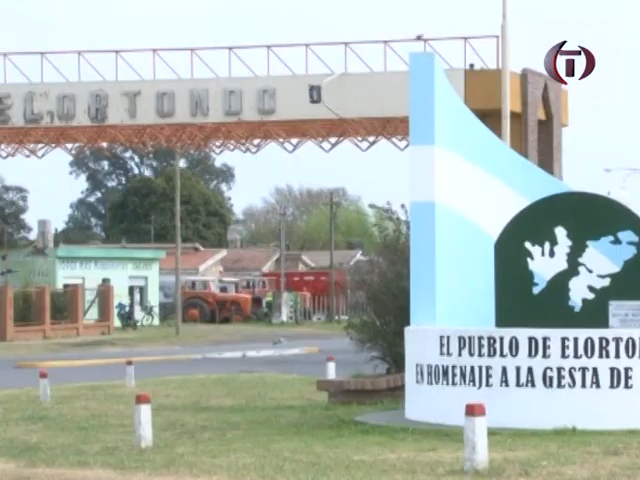 ELORTONDO
EL PUEBLO DE ELORTO
EN HOMENAJE A LA GESTA DE